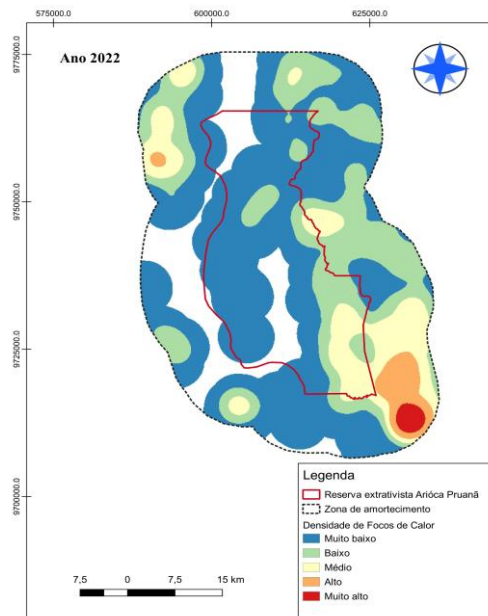 575000.0 600000.0 625000.0
Ano 2022
9775000.0
9750000.0
9725000.0
9700000.0
Legenda
Reserva extrativista Arióca Pruanã
Zona de amortecimento
Densidade de Focos de Calor
Muito baixo
Baixo
Médio
Alto
Muito alto
7,5 0 7,5 15 km